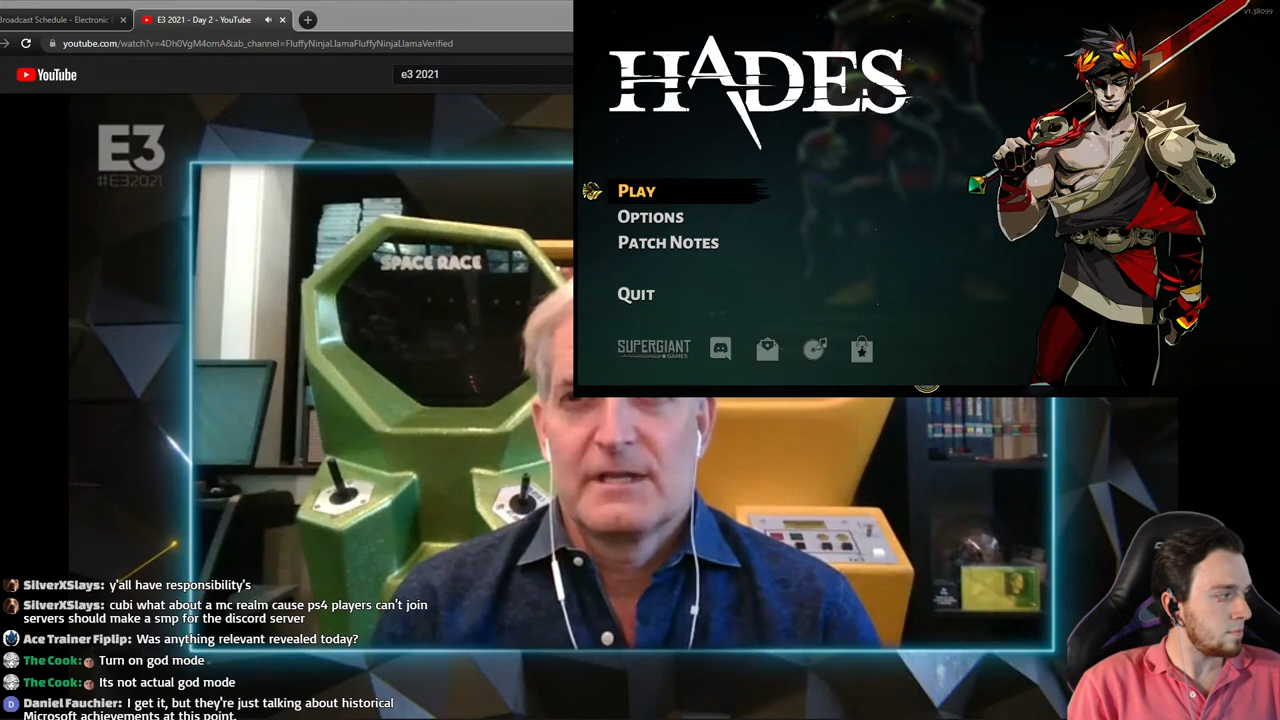 Broadcast Schedule - Electronic
E3 2021 - Day 2 - YouTube
youtube.com/watch?v=4Dh0VgM4omA&ab_channel=FluffyNinjaLlamaFluffyNinjaLlamaVerified
YouTube
e3 2021
E3
#E32021
SPACE RACE
v1.38099
HADES
PLAY
OPTIONS
PATCH NOTES
QUIT
SUPERGIANT
GAMES
SilverXSlays: y'all have responsibility's
SilverXSlays: cubi what about a mc realm cause ps4 players can't join
servers should make a smp for the discord server
Ace Trainer Fiplip: Was anything relevant revealed today?
The Cook: Turn on god mode
The Cook: Its not actual god mode
D Daniel Fauchier: I get it, but they're just talking about historical
Microsoft achievements at this point.